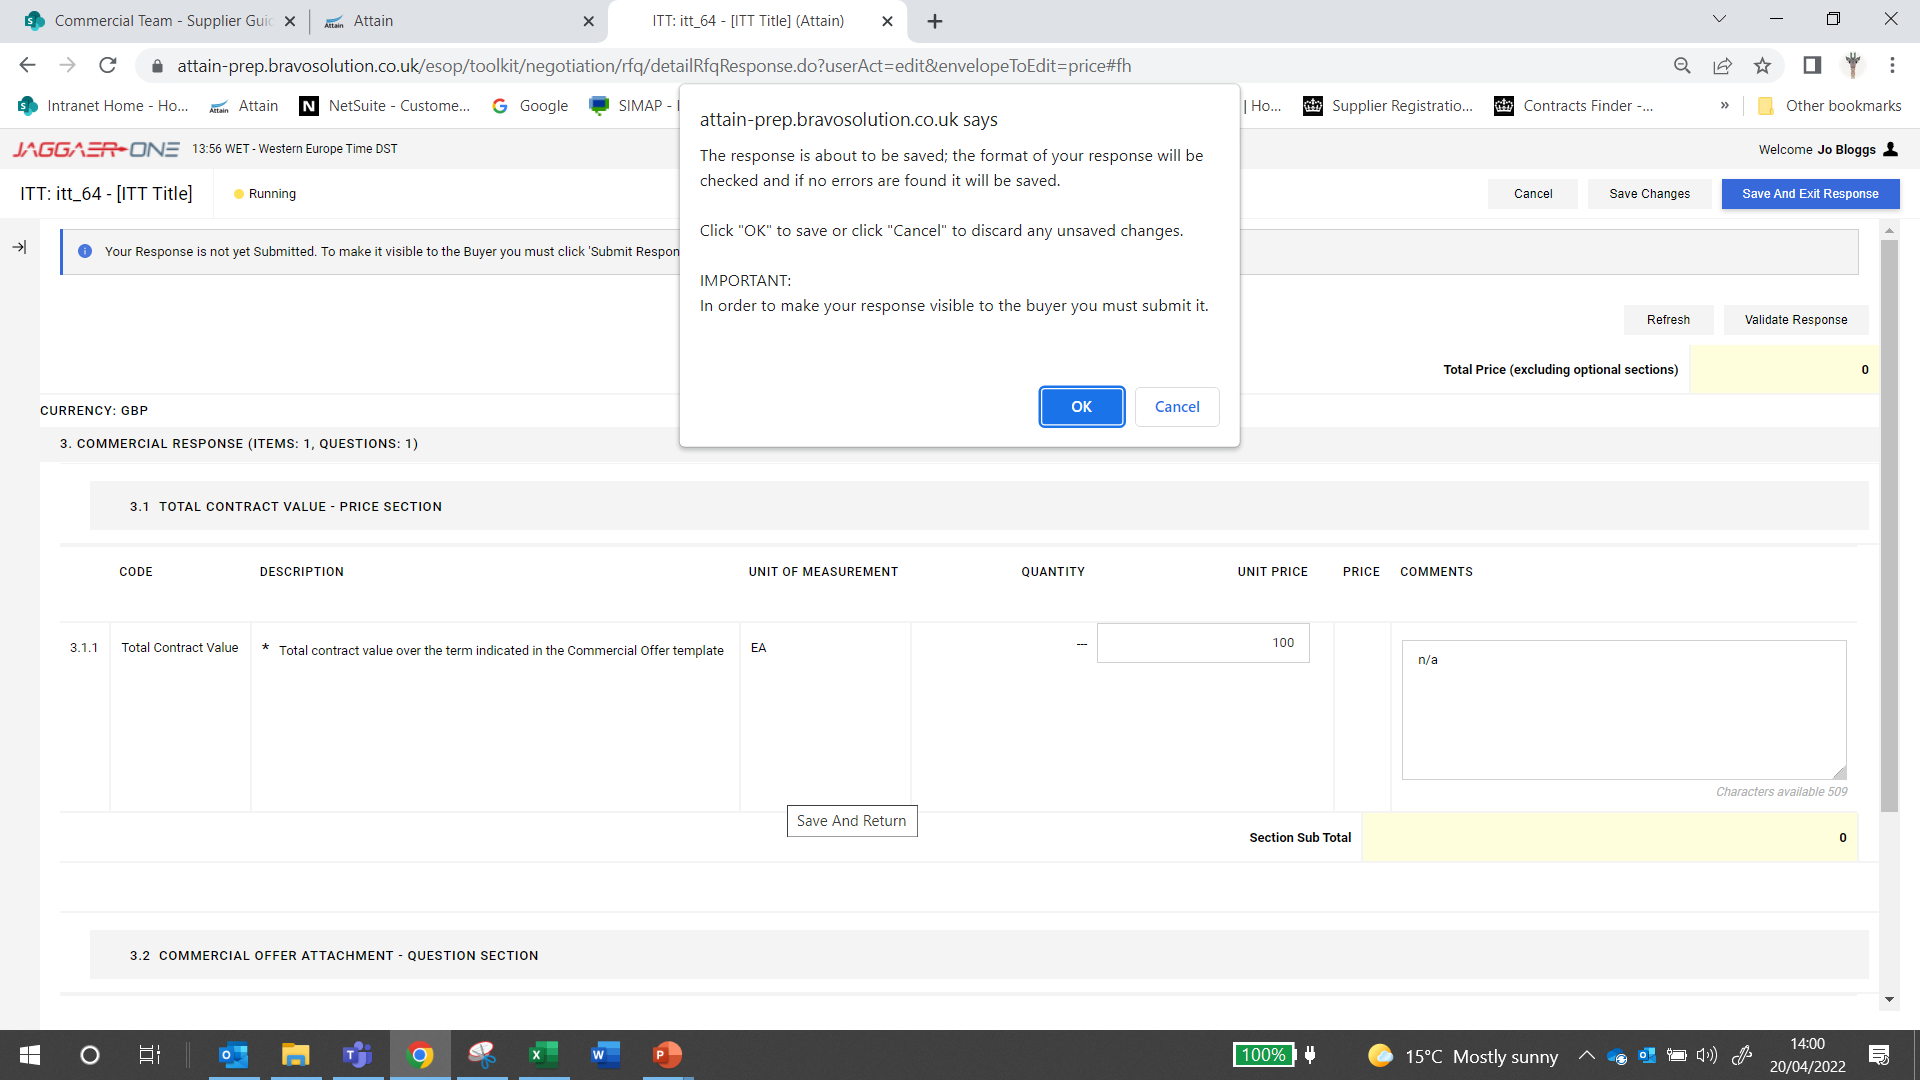 Commercial Team - Supplier Guid
Attain
Attain
ITT: itt_64 - [ITT Title] (Attain)
attain-prep.bravosolution.co.uk/esop/toolkit/negotiation/rfq/detailRfqResponse.do?userAct=edit&envelopeToEdit=price#fh
Intranet Home - Ho...
Attain
Attain
N
NetSuite - Custome...
Google
SIMAP -
| Ho...
Supplier Registratio...
Contracts Finder -...
»
Other bookmarks
attain-prep.bravosolution.co.uk says
The response is about to be saved; the format of your response will be
checked and if no errors are found it will be saved.
Click "OK" to save or click "Cancel" to discard any unsaved changes.
IMPORTANT:
In order to make your response visible to the buyer you must submit it.
OK
Cancel
JAGGAER ONE
13:56 WET - Western Europe Time DST
Welcome Jo Bloggs
ITT: itt_64 - [ITT Title]
Running
Cancel
Save Changes
Save And Exit Response
Your Response is not yet Submitted. To make it visible to the Buyer you must click 'Submit Respon
Refresh
Validate Response
Total Price (excluding optional sections)
0
CURRENCY: GBP
3. COMMERCIAL RESPONSE (ITEMS: 1, QUESTIONS: 1)
3.1 TOTAL CONTRACT VALUE - PRICE SECTION
CODE
DESCRIPTION
UNIT OF MEASUREMENT
QUANTITY
UNIT PRICE
PRICE
COMMENTS
3.1.1
Total Contract Value
* Total contract value over the term indicated in the Commercial Offer template
EA
---
100
n/a
Characters available 509
Save And Return
Section Sub Total
0
3.2 COMMERCIAL OFFER ATTACHMENT - QUESTION SECTION
100%
15°C Mostly sunny
14:00
20/04/2022